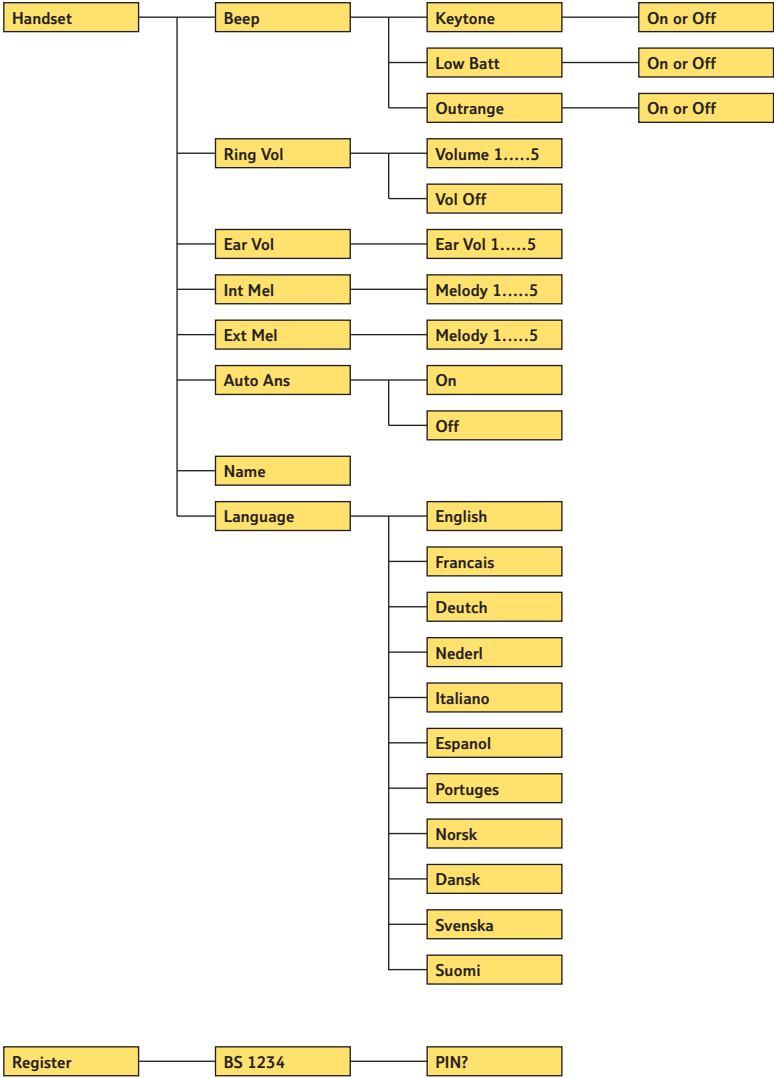 Handset
Beep
Keytone
On or Off
Low Batt
On or Off
Outrange
On or Off
Ring Vol
Volume 1.....5
Vol Off
Ear Vol
Ear Vol 1.....5
Int Mel
Melody 1.....5
Ext Mel
Melody 1.....5
Auto Ans
On
Off
Name
Language
English
Francais
Deutch
Nederl
Italiano
Espanol
Portuges
Norsk
Dansk
Svenska
Suomi
Register
BS 1234
PIN?